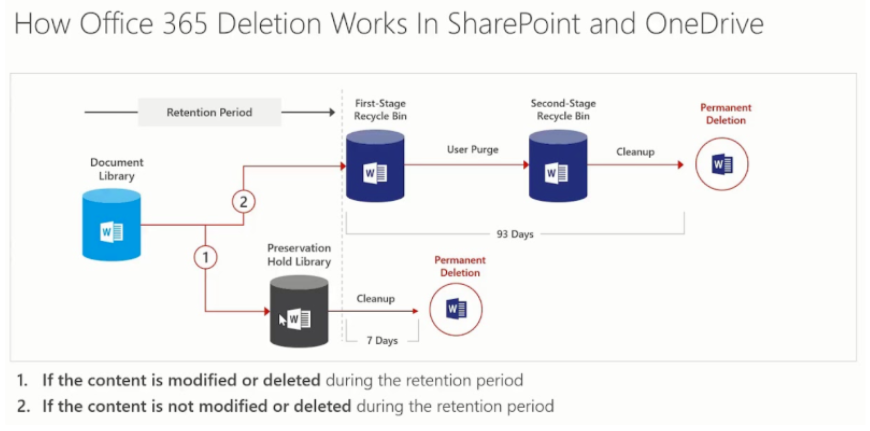 How Office 365 Deletion Works In SharePoint and OneDrive
Retention Period
First-Stage
Recycle Bin
Second-Stage
Recycle Bin
Permanent
Deletion
User Purge
Cleanup
Document
Library
W
W
W
W
2
93 Days
1
Preservation
Hold Library
Permanent
Deletion
Cleanup
W
W
7 Days
1. If the content is modified or deleted during the retention period
2. If the content is not modified or deleted during the retention period